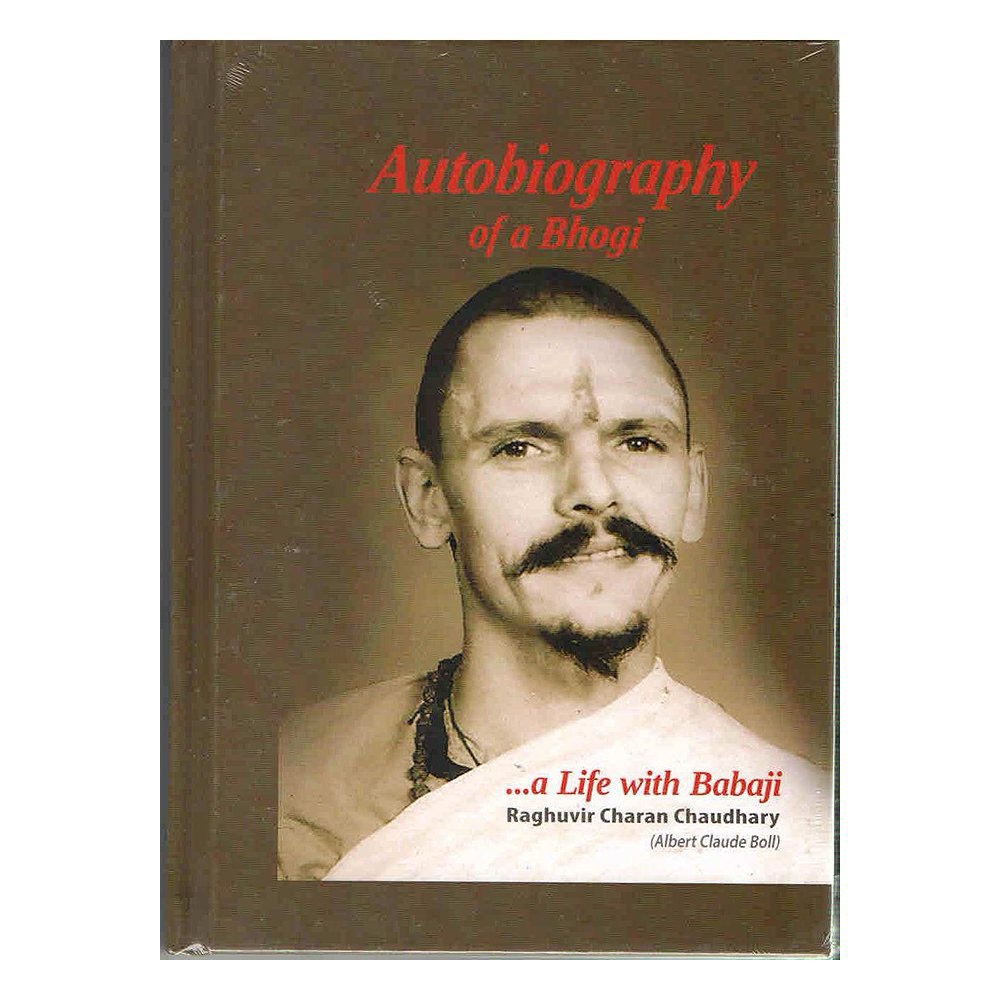 Autobiography
of a Bhogi
...a Life with Babaji
Raghuvir Charan Chaudhary
(Albert Claude Boll)